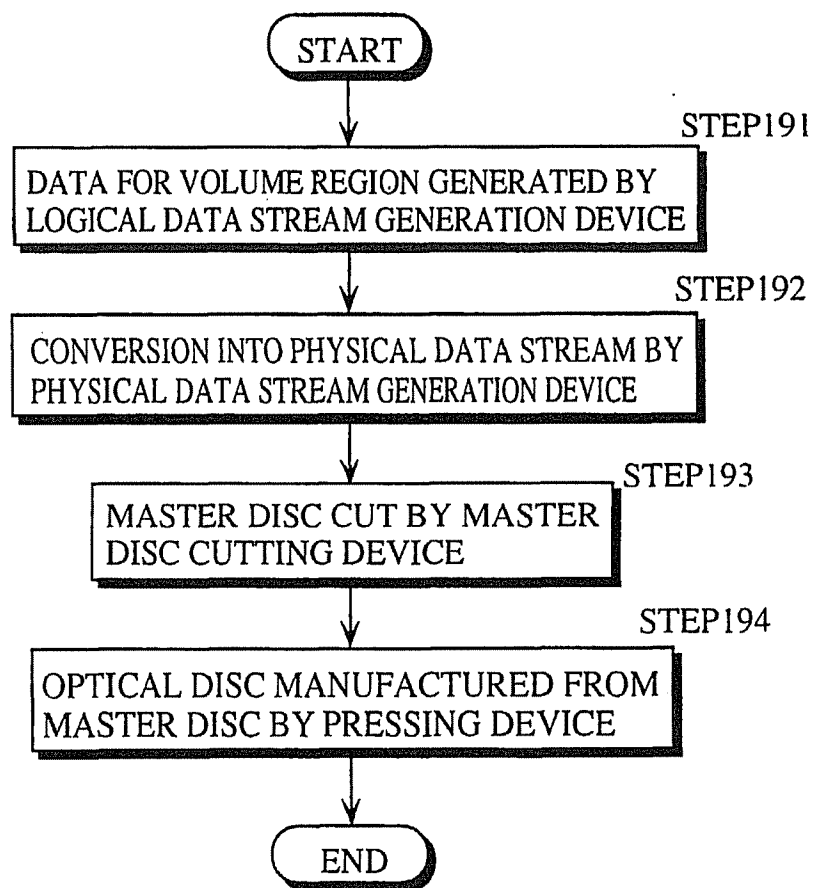 START
STEP191
DATA FOR VOLUME REGION GENERATED BY
LOGICAL DATA STREAM GENERATION DEVICE
STEP192
CONVERSION INTO PHYSICAL DATA STREAM BY
PHYSICAL DATA STREAM GENERATION DEVICE
STEP193
MASTER DISC CUT BY MASTER
DISC CUTTING DEVICE
STEP194
OPTICAL DISC MANUFACTURED FROM
MASTER DISC BY PRESSING DEVICE
END